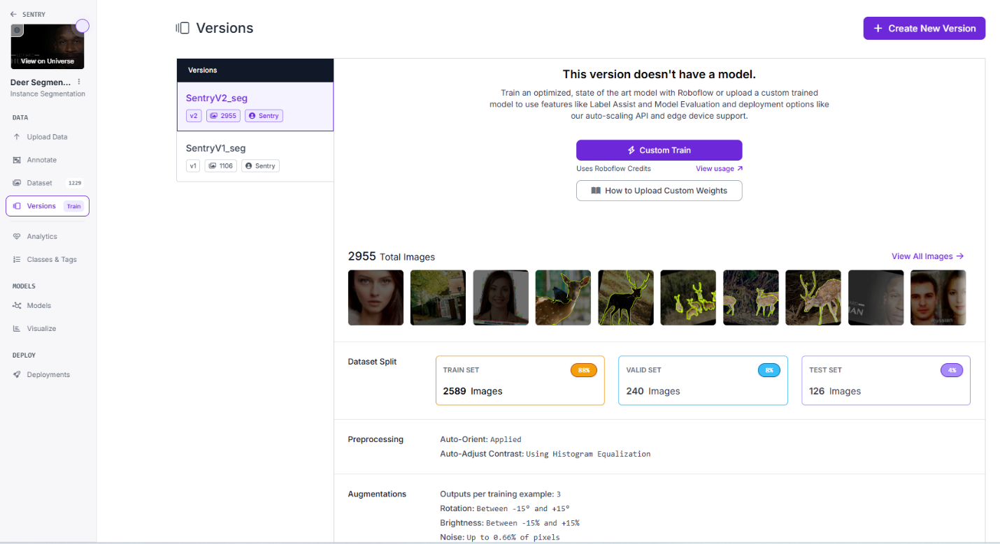 SENTRY
View on Universe
Deer Segmen...
Instance Segmentation
DATA
Upload Data
Annotate
Dataset 1229
Versions Train
Analytics
Classes & Tags
MODELS
Models
Visualize
DEPLOY
Deployments
Versions
+ Create New Version
Versions
SentryV2_seg
v2 2955 Sentry
SentryV1_seg
v1 1106 Sentry
This version doesn't have a model.
Train an optimized, state of the art model with Roboflow or upload a custom trained
model to use features like Label Assist and Model Evaluation and deployment options like
our auto-scaling API and edge device support.
Custom Train
Uses Roboflow Credits View usage
How to Upload Custom Weights
2955 Total Images
View All Images
Russian
Dataset Split
TRAIN SET 88%
2589 Images
VALID SET 8%
240 Images
TEST SET 4%
126 Images
Preprocessing
Auto-Orient: Applied
Auto-Adjust Contrast: Using Histogram Equalization
Augmentations
Outputs per training example: 3
Rotation: Between -15° and +15°
Brightness: Between -15% and +15%
Noise: Up to 0.66% of pixels